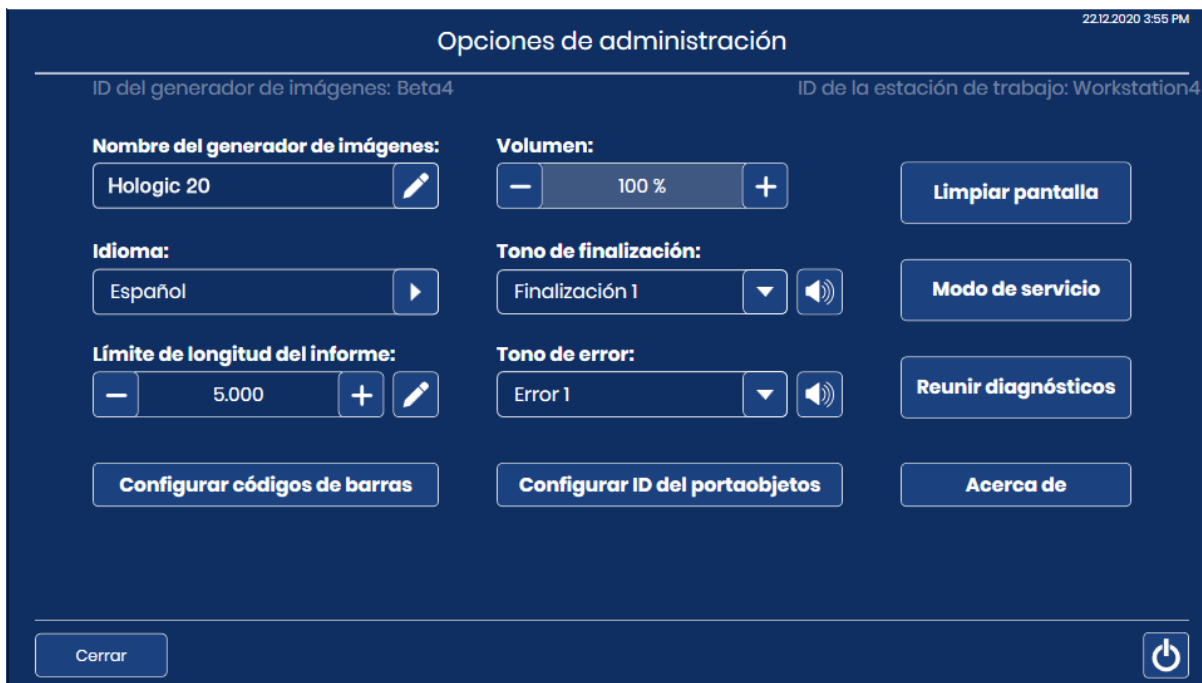 22.12.2020 3:55 PM
Opciones de administración
ID del generador de imágenes: Beta4
ID de la estación de trabajo: Workstation4
Nombre del generador de imágenes:
Volumen:
Hologic 20
100 %
Limpiar pantalla
Idioma:
Tono de finalización:
Español
Finalización 1
Modo de servicio
Límite de longitud del informe:
Tono de error:
5.000
Error 1
Reunir diagnósticos
Configurar códigos de barras
Configurar ID del portaobjetos
Acerca de
Cerrar